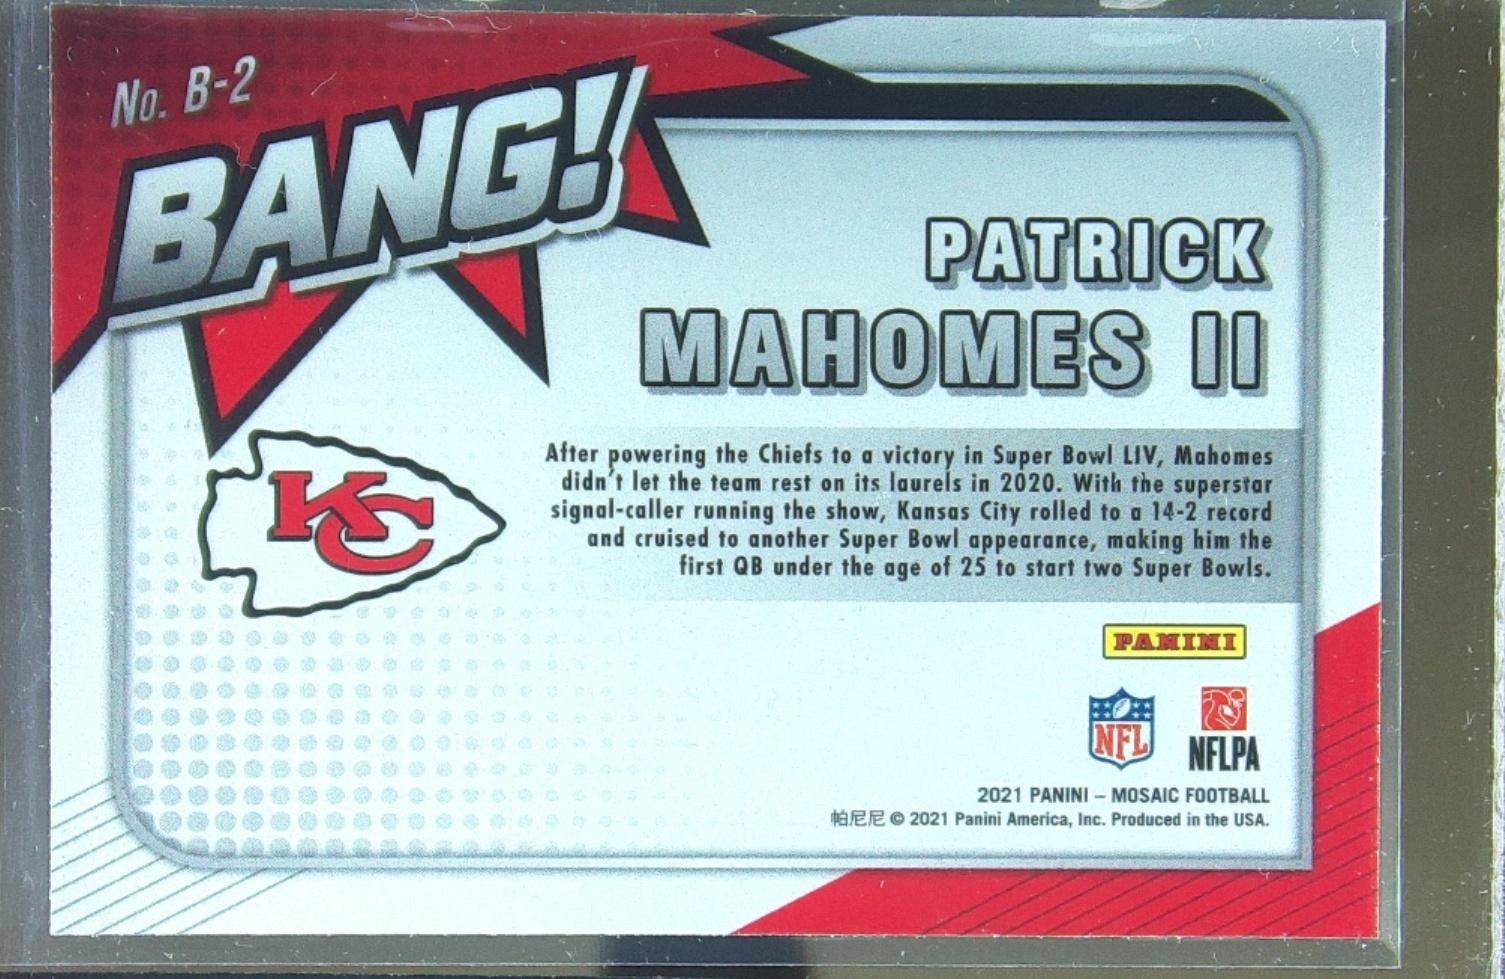 No. B-2
BANG!
PATRICK
MAHOMES II
After powering the Chiefs to a victory in Super Bowl LIV, Mahomes
didn't let the team rest on its laurels in 2020. With the superstar
signal-caller running the show, Kansas City rolled to a 14-2 record
and cruised to another Super Bowl appearance, making him the
first QB under the age of 25 to start two Super Bowls.
KC
PANINI
NFL
NFLPA
2021 PANINI – MOSAIC FOOTBALL
帕尼尼 © 2021 Panini America, Inc. Produced in the USA.